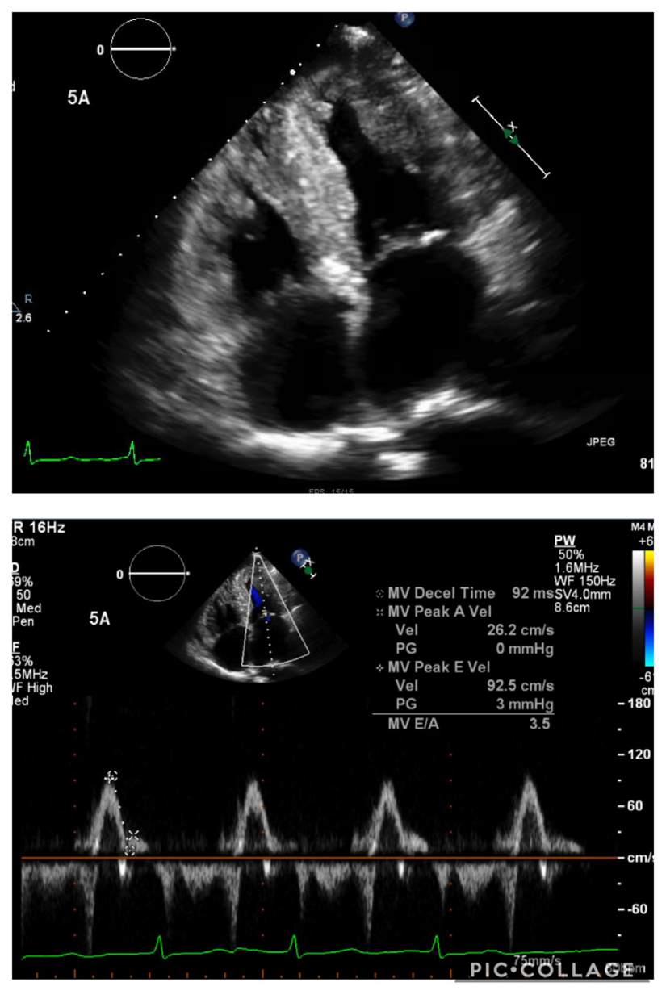 P
0
5A
X
R
2.6
JPEG
81
FPS: 15/15
R 16Hz
8cm
M4 M
PW
+6
50%
1.6MHz
WF 150Hz
SV4.0mm
8.6cm
P
X
0
5A
D
69%
50
Med
Pen
F
63%
.5MHz
WF High
Med
MV Decel Time 92 ms
MV Peak A Vel
Vel 26.2 cm/s
PG 0 mmHg
MV Peak E Vel
Vel 92.5 cm/s
PG 3 mmHg
MV E/A 3.5
-6
cm
180
120
60
cm/s
-60
75mm/s
PIC•COLLAGE